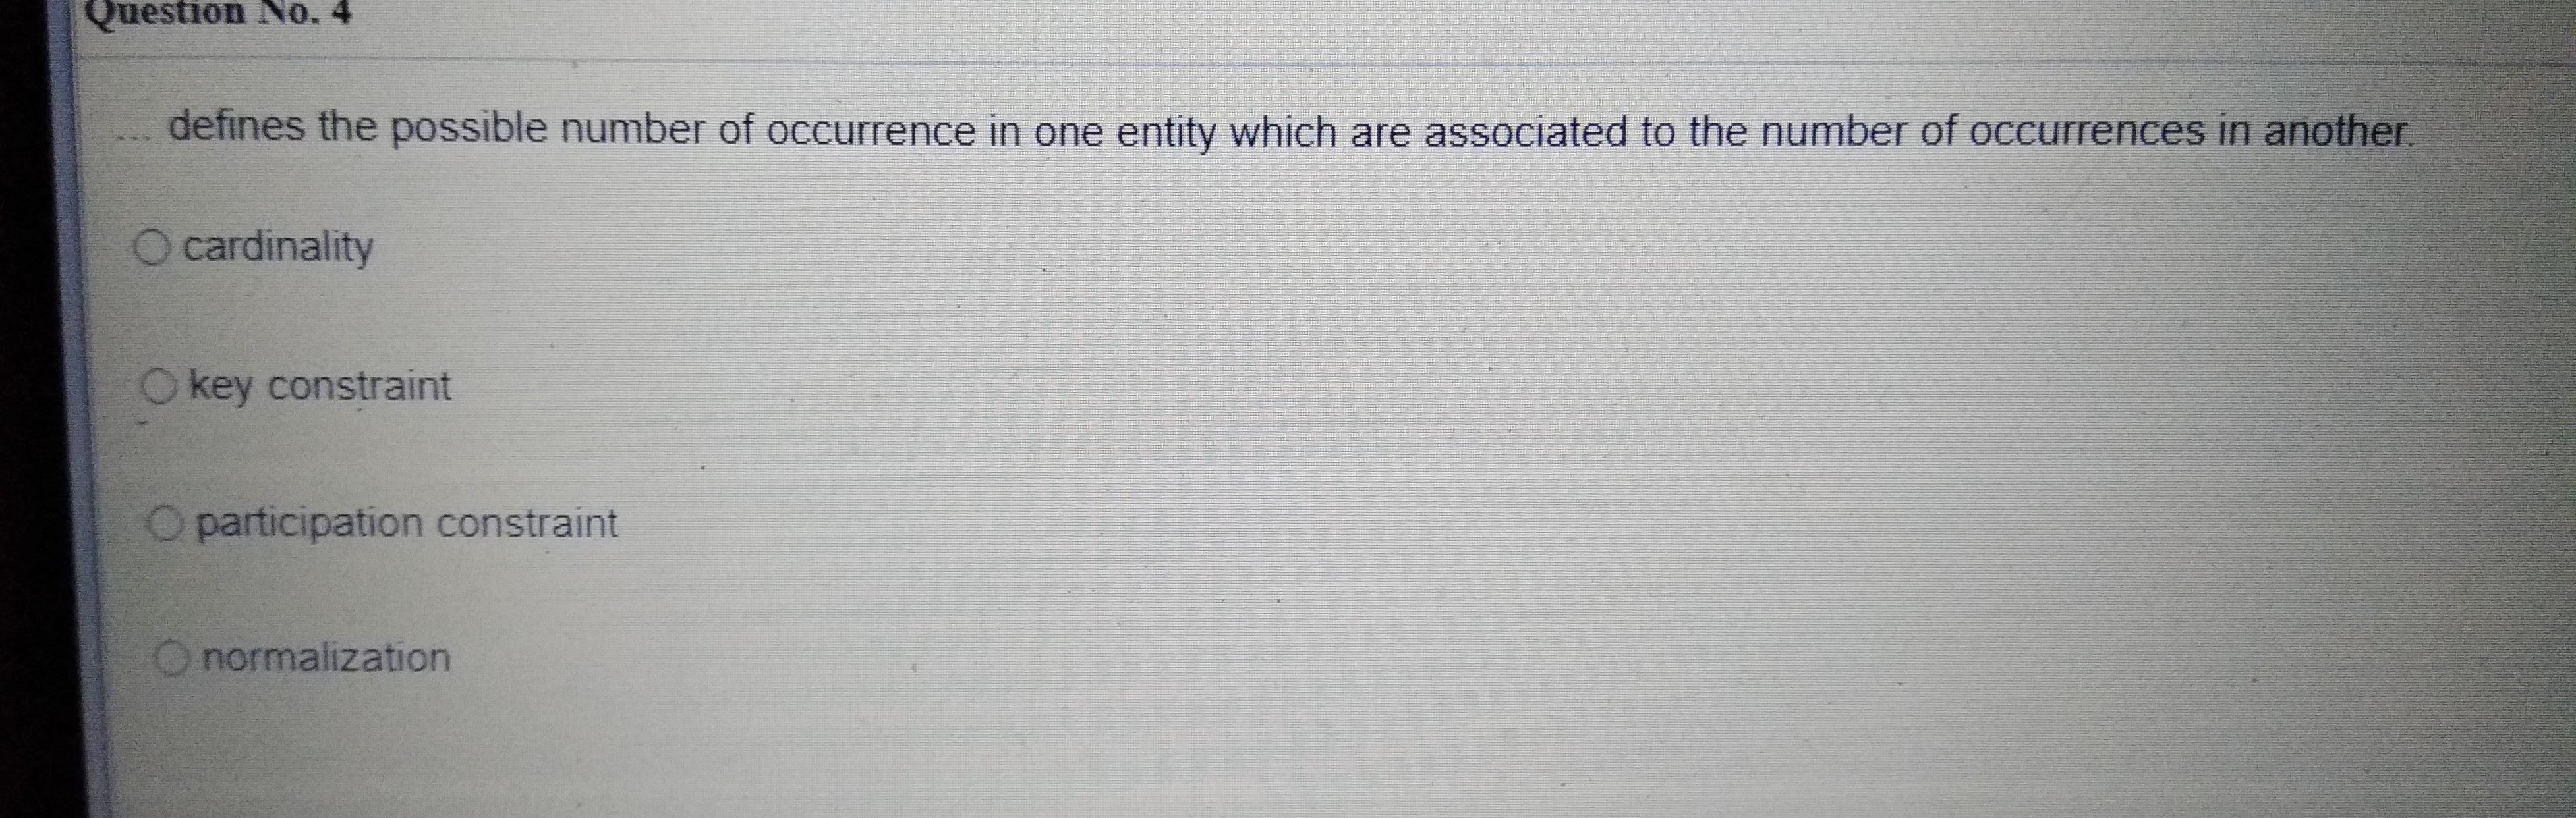 Question No. 4
... defines the possible number of occurrence in one entity which are associated to the number of occurrences in another.
cardinality
key constraint
participation constraint
normalization